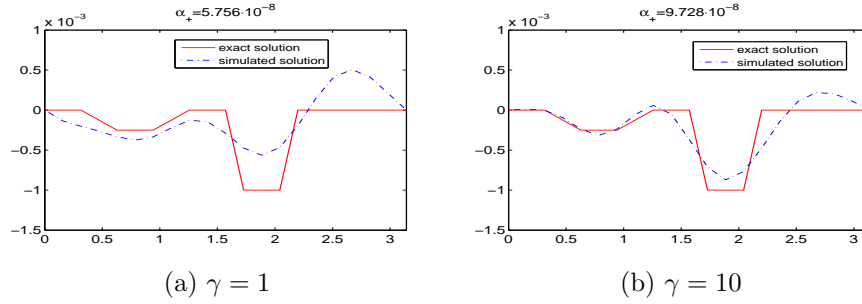 α₊=5.756·10⁻⁸
x 10⁻³
1
0.5
0
−0.5
−1
−1.5
0 0.5 1 1.5 2 2.5 3
exact solution
simulated solution
(a) γ = 1
α₊=9.728·10⁻⁸
x 10⁻³
1
0.5
0
−0.5
−1
−1.5
0 0.5 1 1.5 2 2.5 3
exact solution
simulated solution
(b) γ = 10